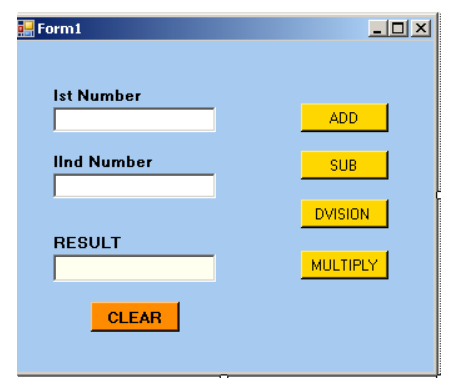 Form1
Ist Number
ADD
IInd Number
SUB
DVISION
RESULT
MULTIPLY
CLEAR